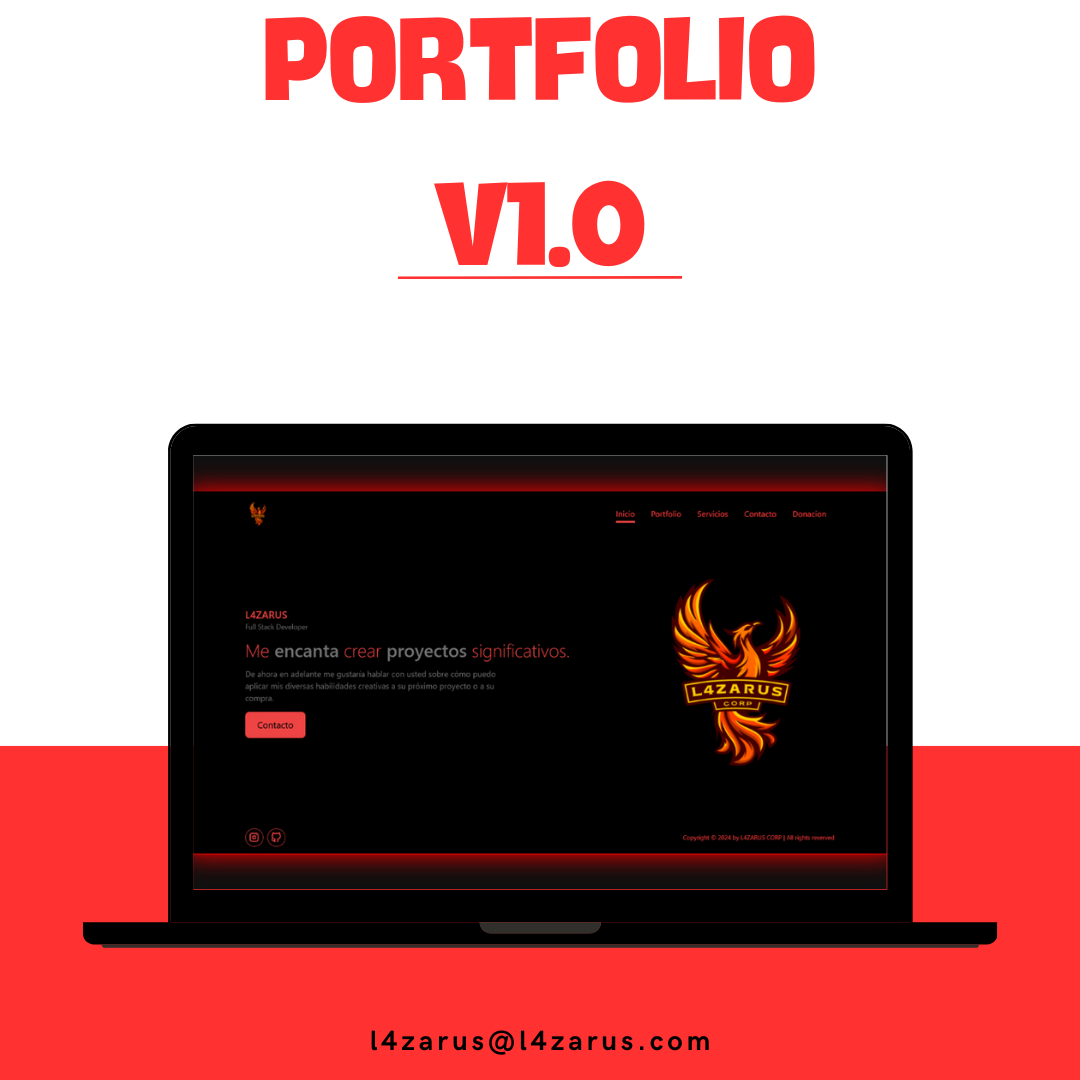 PORTFOLIO
V1.0
Inicio Portfolio Servicios Contacto Donacion
L4ZARUS
Full Stack Developer
Me encanta crear proyectos significativos.
De ahora en adelante me gustaría hablar con usted sobre cómo puedo
aplicar mis diversas habilidades creativas a su próximo proyecto o a su
compra.
Contacto
L4ZARUS
CORP
Copyright © 2024 by L4ZARUS CORP | All rights reserved
l4zarus@l4zarus.com